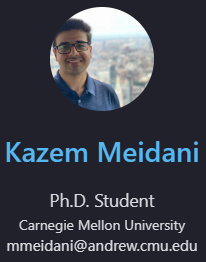 Kazem Meidani
Ph.D. Student
Carnegie Mellon University
mmeidani@andrew.cmu.edu